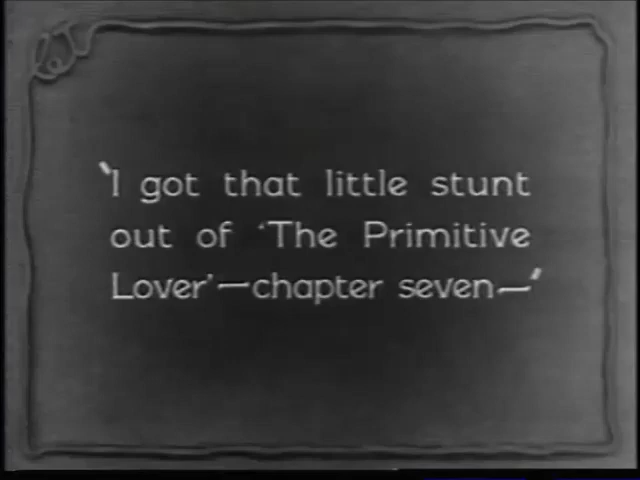 "I got that little stunt
out of 'The Primitive
Lover'—chapter seven—"